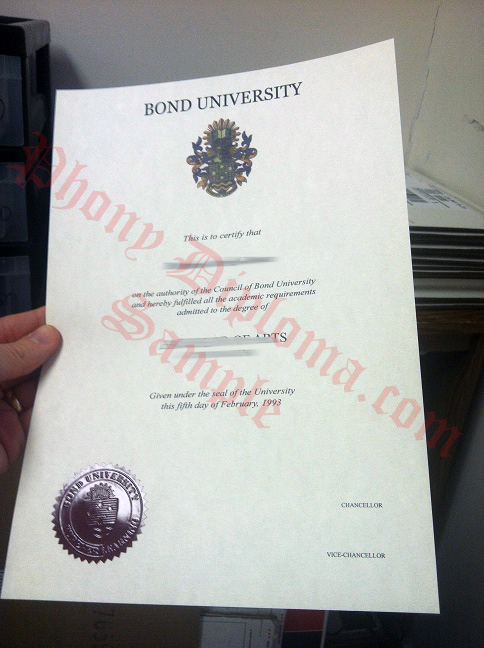 BOND UNIVERSITY
This is to certify that
on the authority of the Council of Bond University
and hereby fulfilled all the academic requirements
admitted to the degree of
OF ARTS
Given under the seal of the University
this fifth day of February, 1993
BOND UNIVERSITY
CHANCELLOR
VICE-CHANCELLOR
Phony Diploma.com
Sample